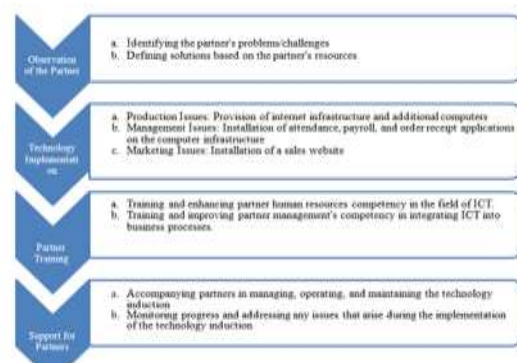 Observation
of the Partner
a. Identifying the partner's problems/challenges
b. Defining solutions based on the partner's resources
Technology
Implementati
on
a. Production Issues: Provision of internet infrastructure and additional computers
b. Management Issues: Installation of attendance, payroll, and order receipt applications
on the computer infrastructure
c. Marketing Issues: Installation of a sales website
Partner
Training
a. Training and enhancing partner human resources competency in the field of ICT.
b. Training and improving partner management's competency in integrating ICT into
business processes.
Support for
Partners
a. Accompanying partners in managing, operating, and maintaining the technology
induction
b. Monitoring progress and addressing any issues that arise during the implementation
of the technology induction